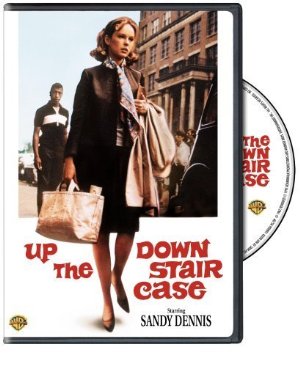 UP THE DOWN STAIR CASE
Starring
SANDY DENNIS
THE DOWN STAIR CASE